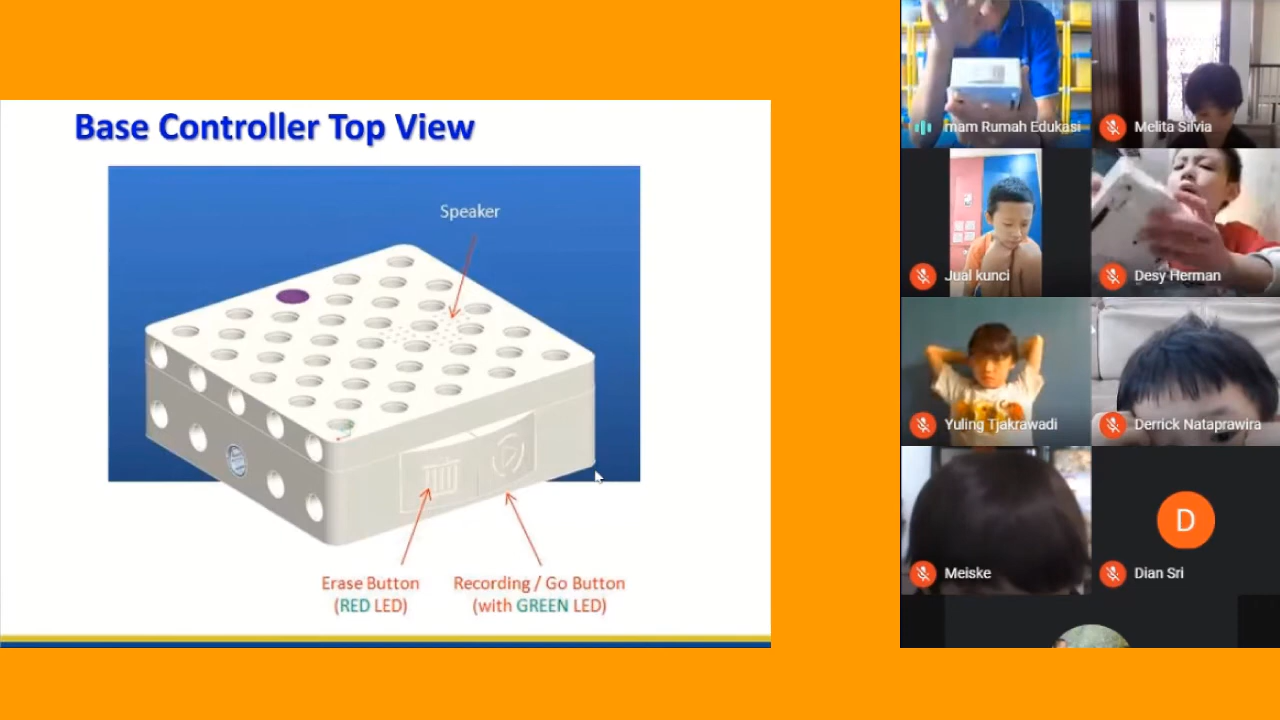 Base Controller Top View
Speaker
Erase Button
(RED LED)
Recording / Go Button
(with GREEN LED)
mam Rumah Edukasi
Melita Silvia
Jual kunci
Desy Herman
Yuling Tjakrawadi
Derrick Nataprawira
Meiske
D
Dian Sri